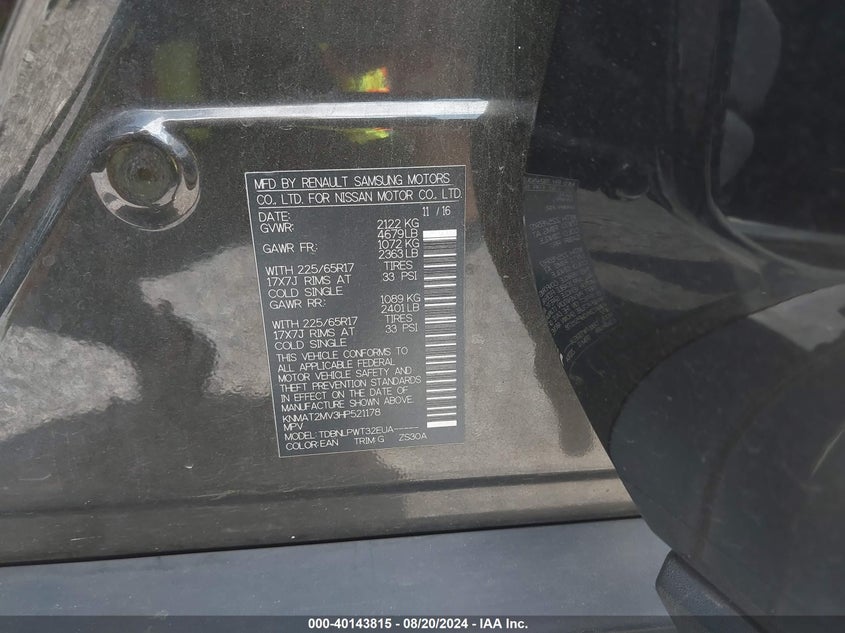 MFD BY RENAULT SAMSUNG MOTORS
CO., LTD. FOR NISSAN MOTOR CO., LTD
DATE: 11 / 16
GVWR: 2122 KG
4679 LB
GAWR FR: 1072 KG
2363 LB
WITH 225/65R17 TIRES
17X7J RIMS AT 33 PSI
COLD SINGLE
GAWR RR: 1089 KG
2401 LB
WITH 225/65R17 TIRES
17X7J RIMS AT 33 PSI
COLD SINGLE
THIS VEHICLE CONFORMS TO
ALL APPLICABLE FEDERAL
MOTOR VEHICLE SAFETY AND
THEFT PREVENTION STANDARDS
IN EFFECT ON THE DATE OF
MANUFACTURE SHOWN ABOVE.
KNMAT2MV3HP521178
MPV
MODEL: TDBNLPWT32EUA-----
COLOR:EAN TRIM:G ZS30A
000-40143815 - 08/20/2024 - IAA Inc.